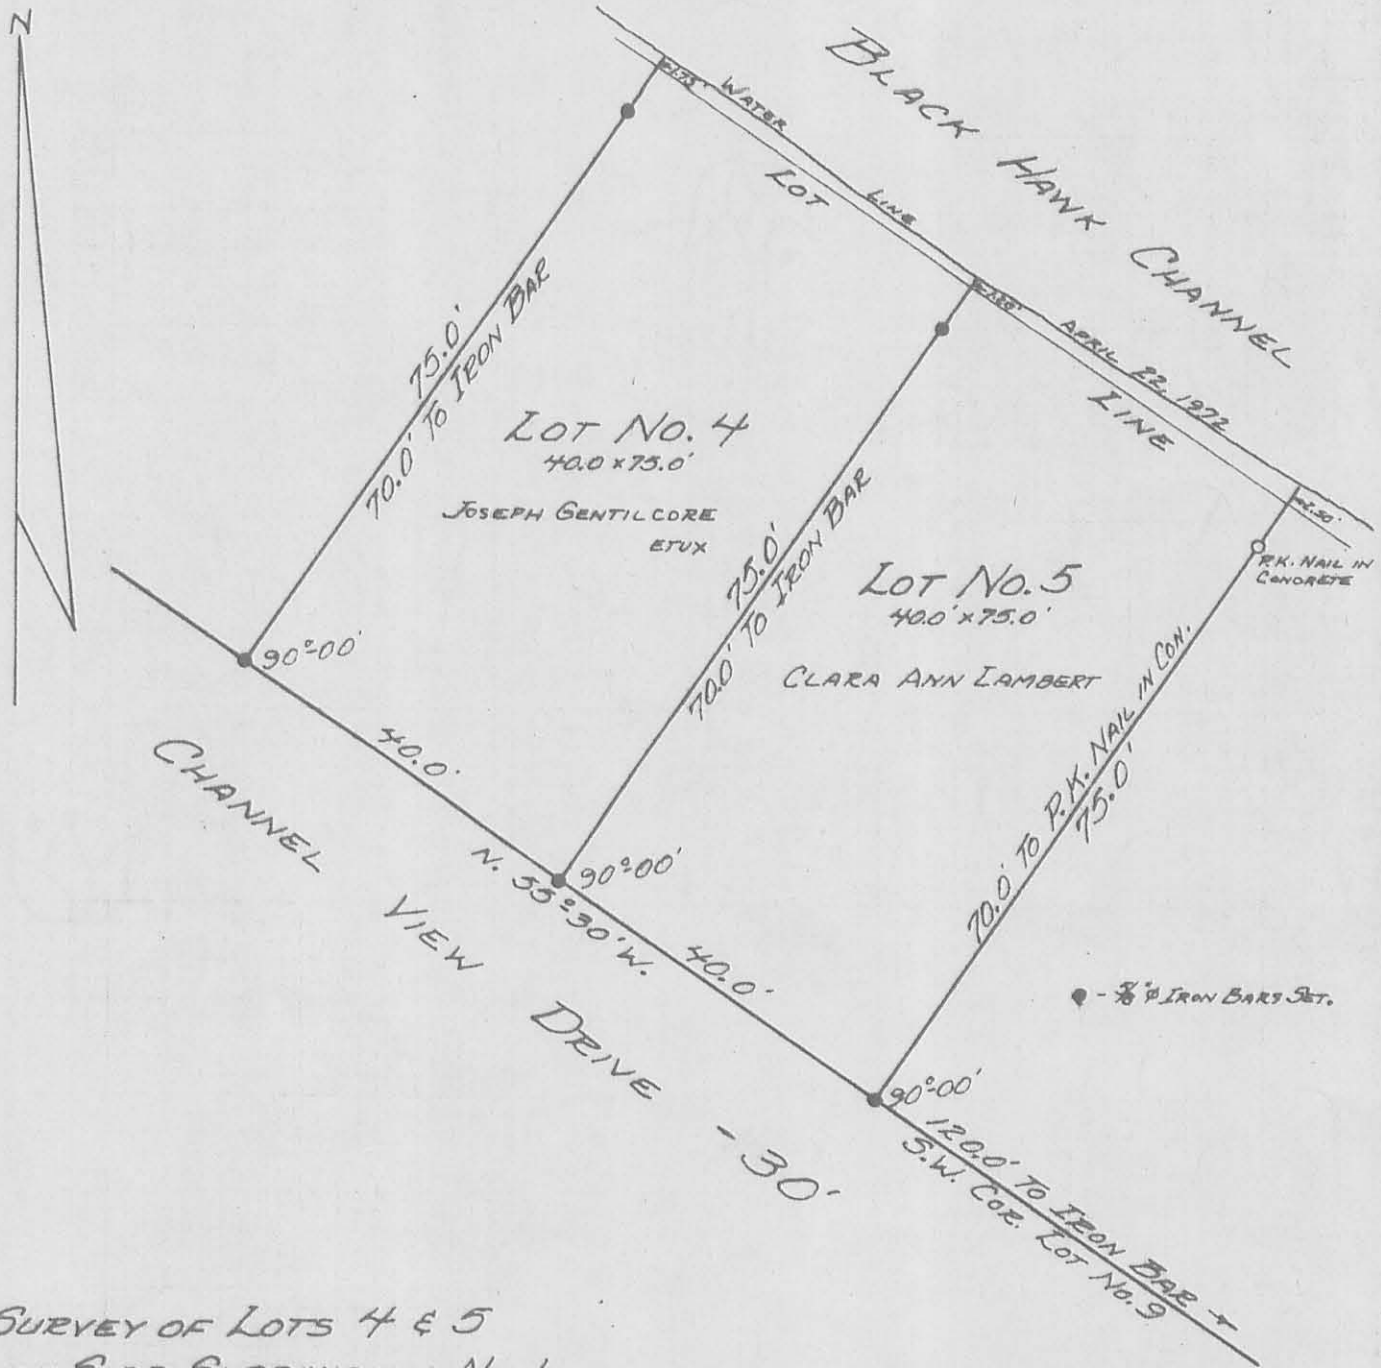 N
BLACK HAWK CHANNEL
1.75'
WATER LINE APRIL 22, 1972
LOT LINE
75.0'
70.0' TO IRON BAR
LOT No. 4
40.0 x 75.0'
JOSEPH GENTILCORE
ETUX
75.0'
70.0' TO IRON BAR
LOT No. 5
40.0' x 75.0'
CLARA ANN LAMBERT
P.K. NAIL IN
CONCRETE
70.0' TO P.K. NAIL IN CON.
75.0'
90°-00'
40.0'
90°-00'
N. 55°-30' W.
40.0'
CHANNEL VIEW DRIVE - 30'
90°-00'
IRON BARS SET.
120.0' TO IRON BAR
S.W. COR. LOT No. 9
SURVEY OF LOTS 4 & 5